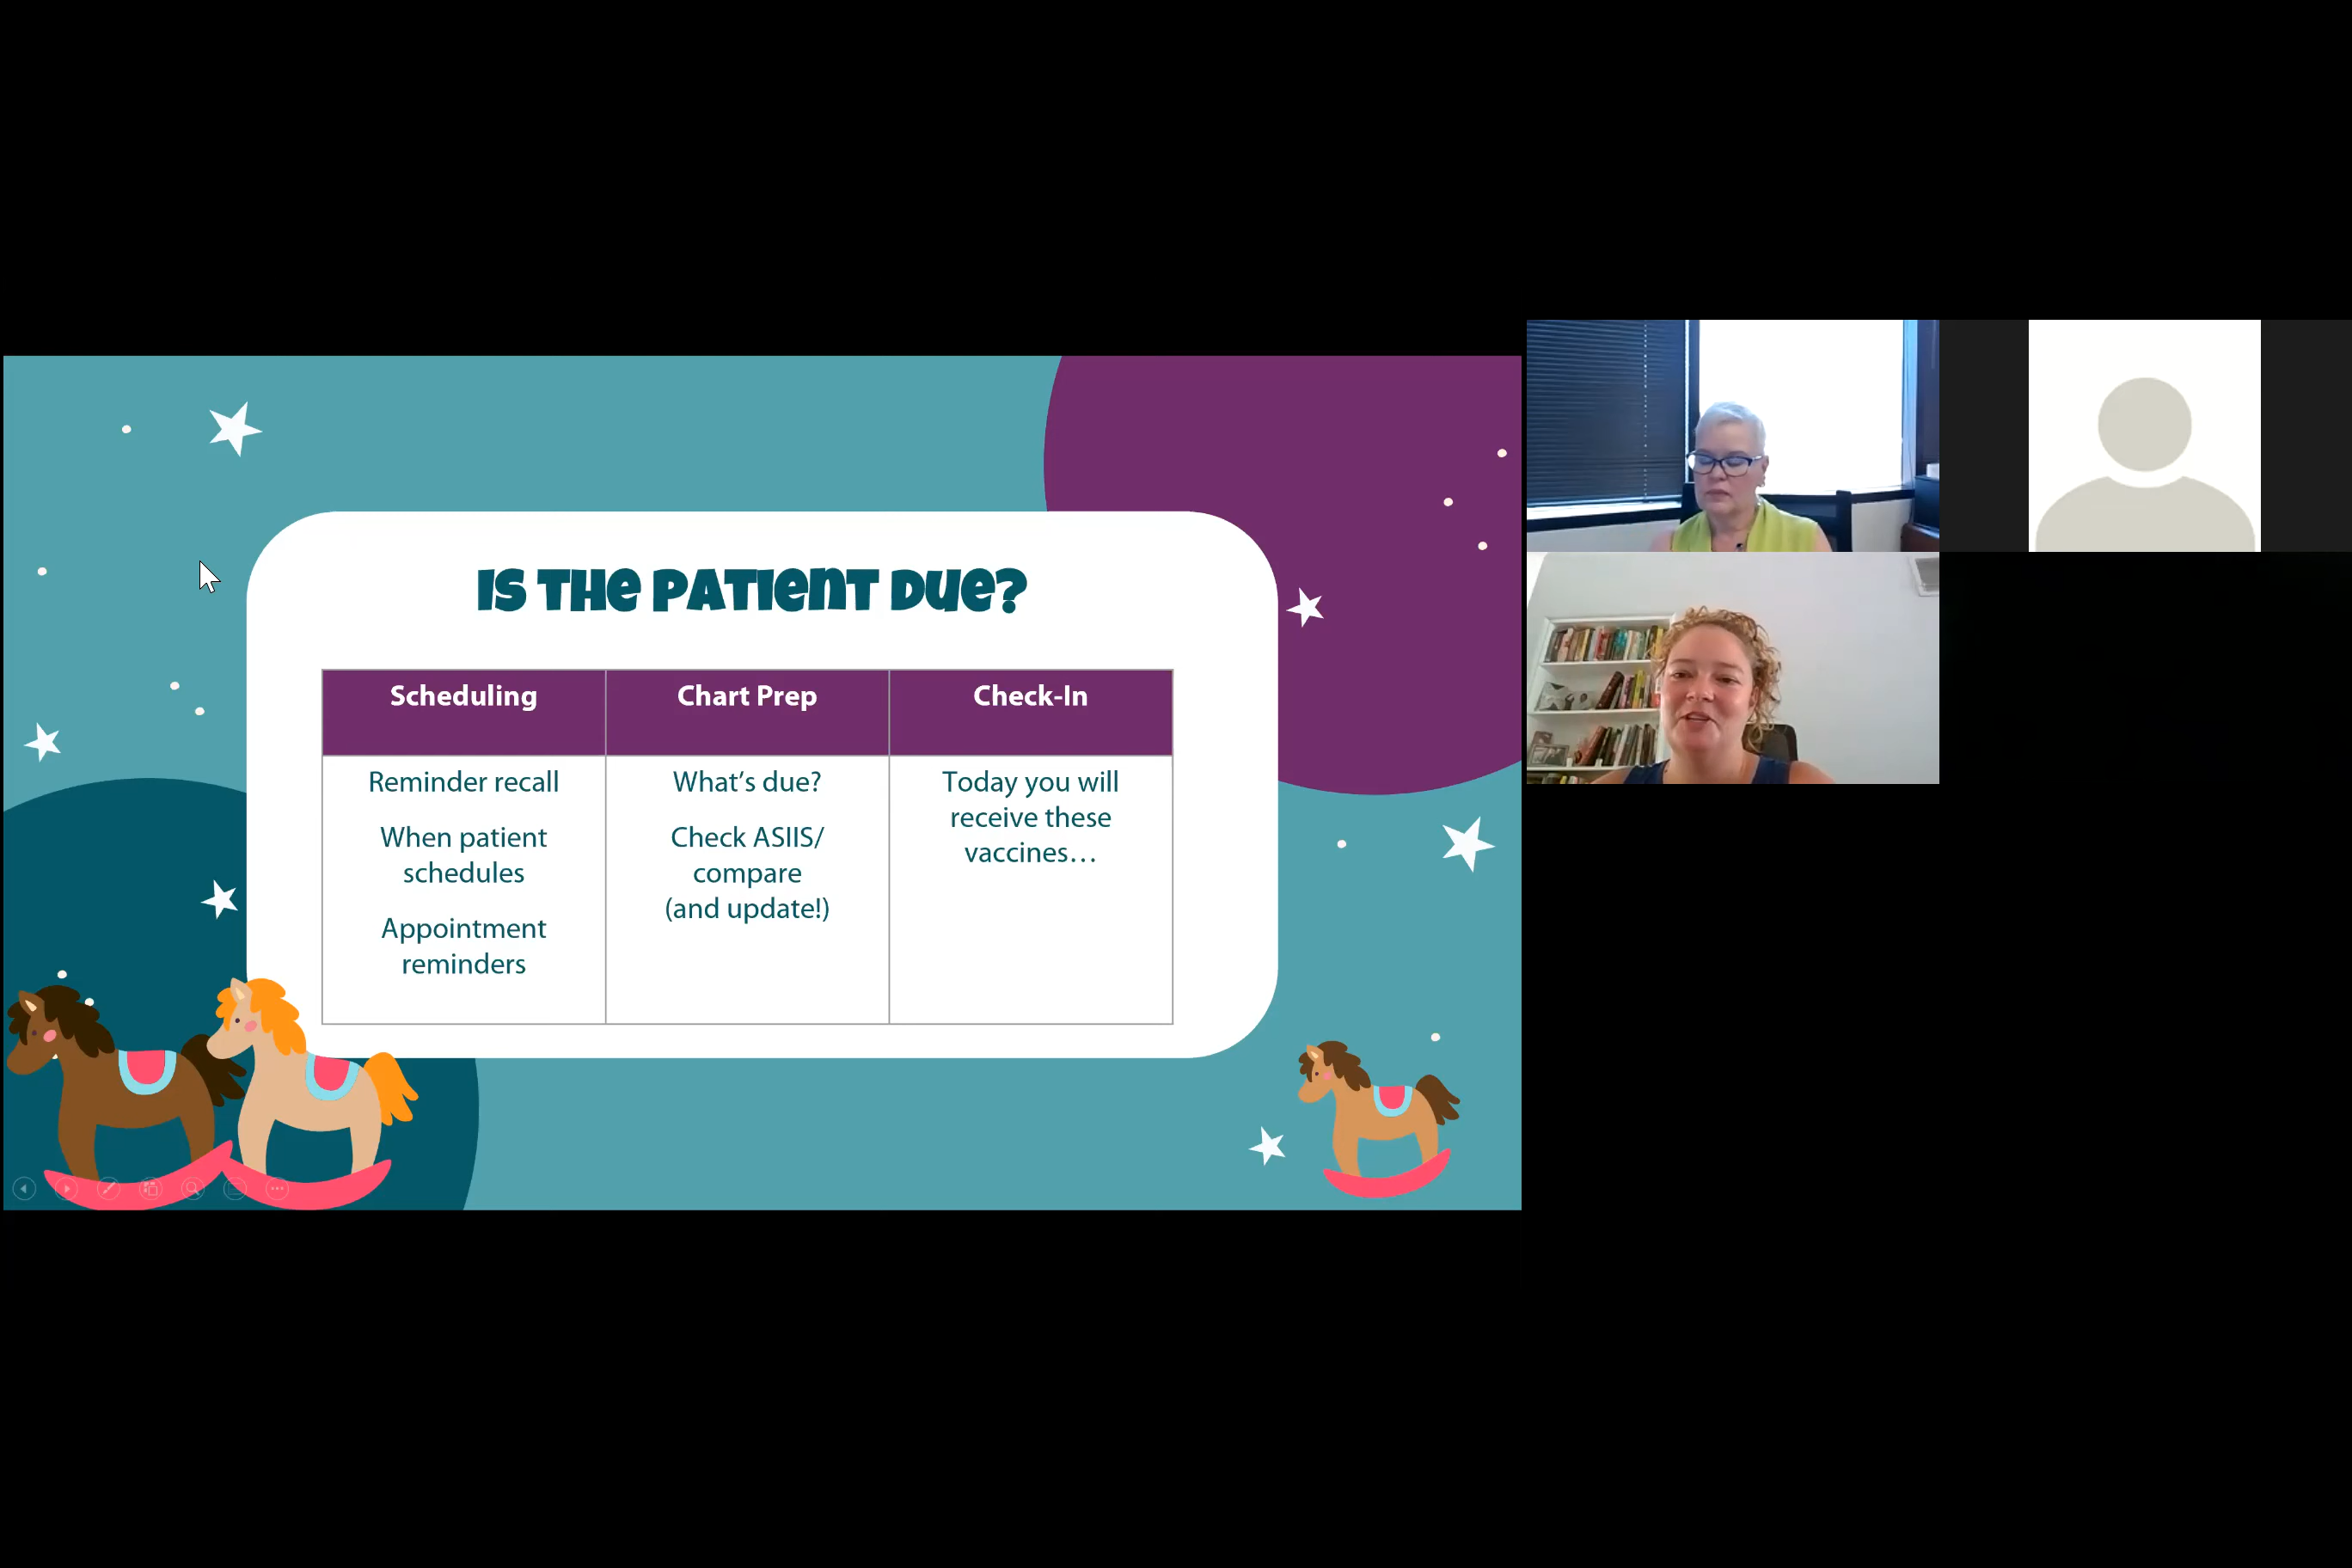 Is the Patient Due?
Scheduling
Chart Prep
Check-In
Reminder recall
When patient
schedules
Appointment
reminders
What's due?
Check ASIIS/
compare
(and update!)
Today you will
receive these
vaccines…